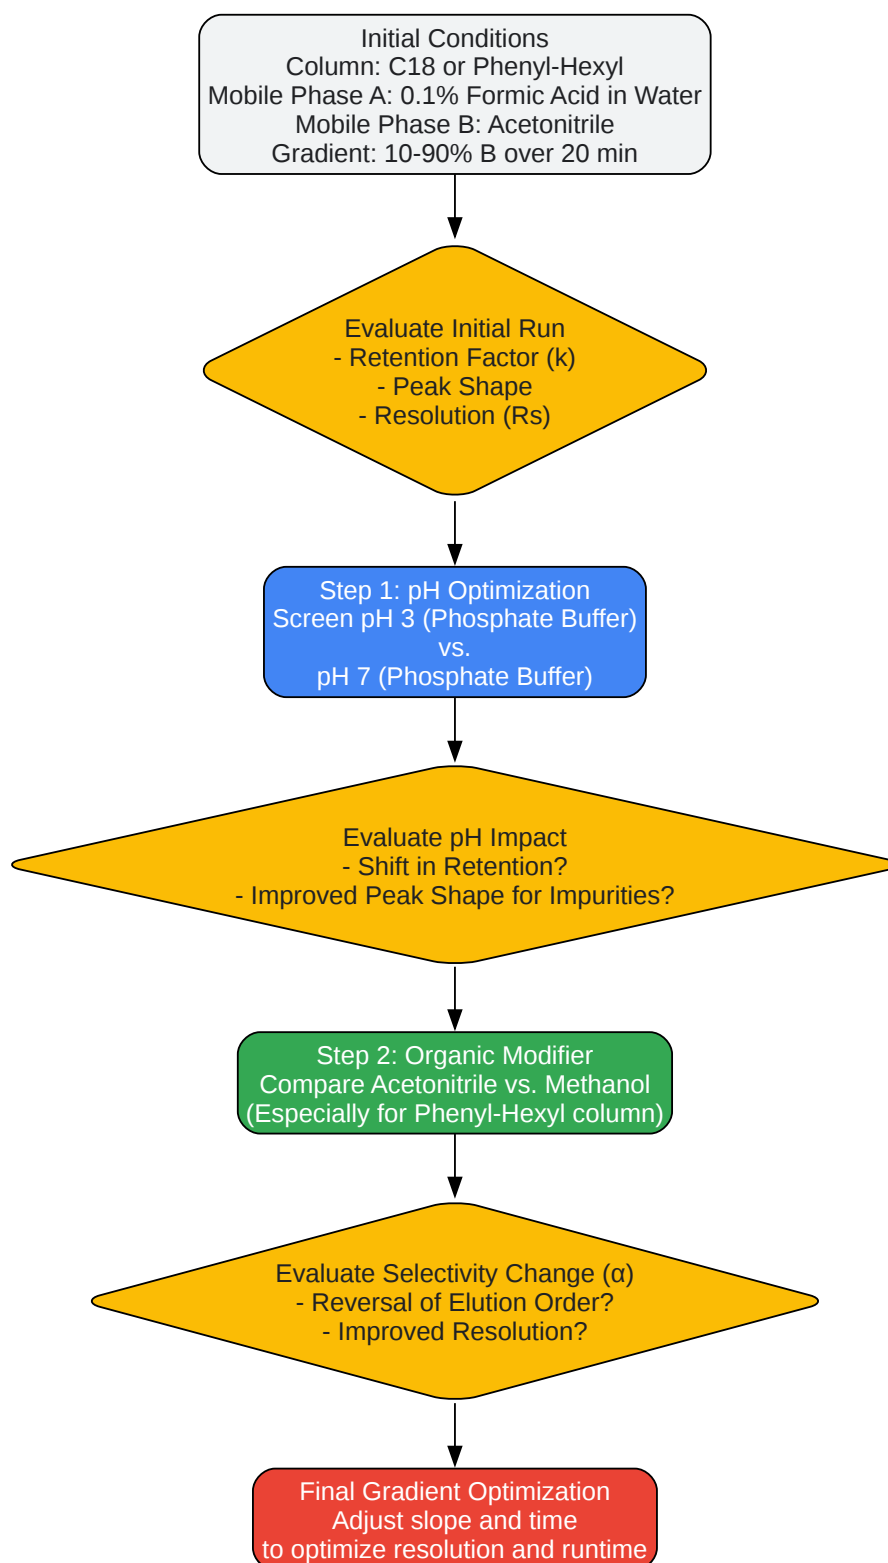 Initial Conditions
Column: C18 or Phenyl-Hexyl
Mobile Phase A: 0.1% Formic Acid in Water
Mobile Phase B: Acetonitrile
Gradient: 10-90% B over 20 min
Evaluate Initial Run
- Retention Factor (k)
- Peak Shape
- Resolution (Rs)
Step 1: pH Optimization
Screen pH 3 (Phosphate Buffer)
vs.
pH 7 (Phosphate Buffer)
Evaluate pH Impact
- Shift in Retention?
- Improved Peak Shape for Impurities?
Step 2: Organic Modifier
Compare Acetonitrile vs. Methanol
(Especially for Phenyl-Hexyl column)
Evaluate Selectivity Change (α)
- Reversal of Elution Order?
- Improved Resolution?
Final Gradient Optimization
Adjust slope and time
to optimize resolution and runtime